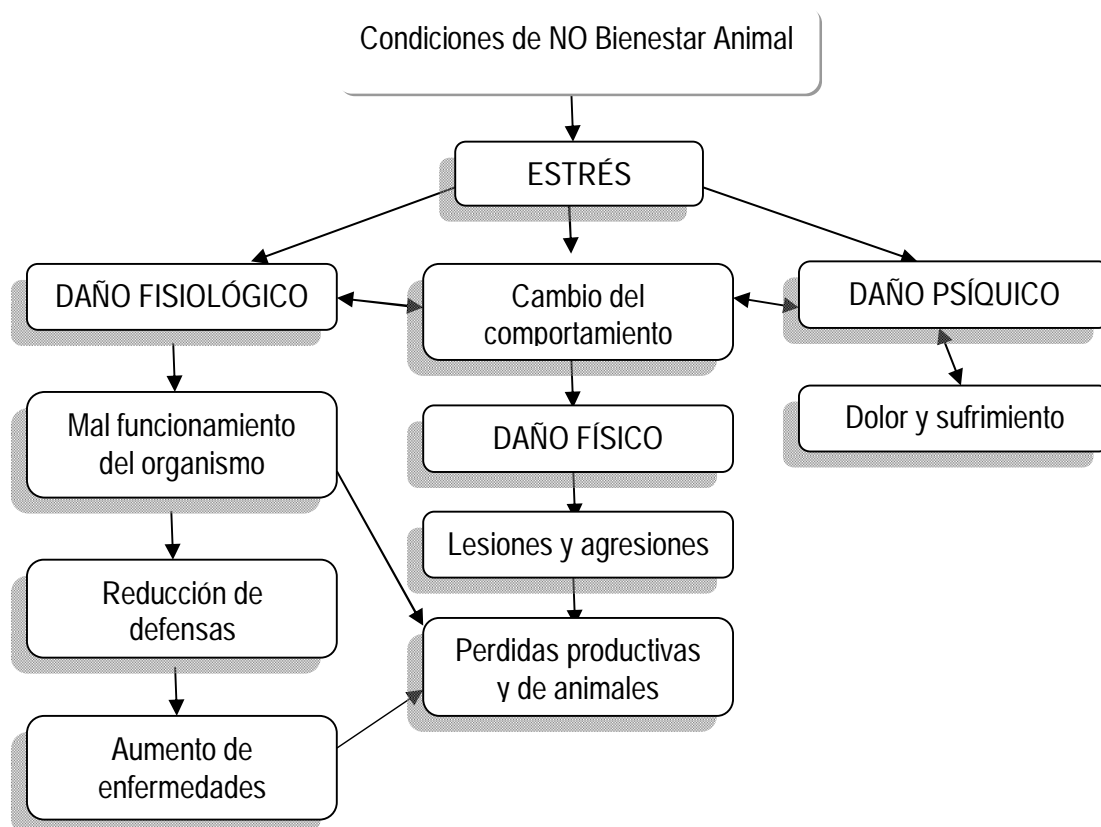 Condiciones de NO Bienestar Animal
ESTRÉS
DAÑO FISIOLÓGICO
Cambio del
comportamiento
DAÑO PSÍQUICO
Mal funcionamiento
del organismo
DAÑO FÍSICO
Dolor y sufrimiento
Lesiones y agresiones
Reducción de
defensas
Perdidas productivas
y de animales
Aumento de
enfermedades